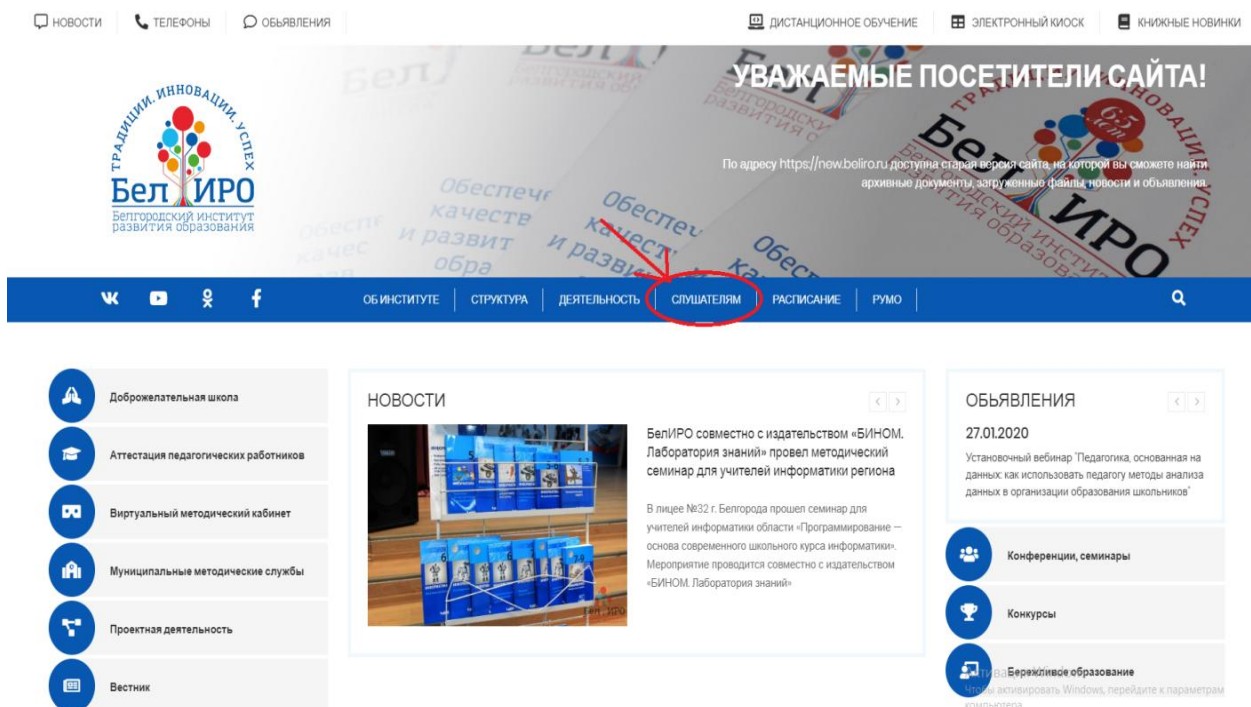 НОВОСТИ
ТЕЛЕФОНЫ
ОБЬЯВЛЕНИЯ
ДИСТАНЦИОННОЕ ОБУЧЕНИЕ
ЭЛЕКТРОННЫЙ КИОСК
КНИЖНЫЕ НОВИНКИ
ТРАДИЦИИ. ИННОВАЦИИ. УСПЕХ
Бел ИРО
Белгородский институт
развития образования
УВАЖАЕМЫЕ ПОСЕТИТЕЛИ САЙТА!
По адресу https://new.beliro.ru доступна старая версия сайта, на которой вы сможете найти
архивные документы, загруженные файлы, новости и объявления.
ОБ ИНСТИТУТЕ
СТРУКТУРА
ДЕЯТЕЛЬНОСТЬ
СЛУШАТЕЛЯМ
РАСПИСАНИЕ
РУМО
Доброжелательная школа
Аттестация педагогических работников
Виртуальный методический кабинет
Муниципальные методические службы
Проектная деятельность
Вестник
НОВОСТИ
БелИРО совместно с издательством «БИНОМ.
Лаборатория знаний» провел методический
семинар для учителей информатики региона
В лицее №32 г. Белгорода прошел семинар для
учителей информатики области «Программирование —
основа современного школьного курса информатики».
Мероприятие проводится совместно с издательством
«БИНОМ. Лаборатория знаний»
ОБЬЯВЛЕНИЯ
27.01.2020
Установочный вебинар "Педагогика, основанная на
данных: как использовать педагогу методы анализа
данных в организации образования школьников"
Конференции, семинары
Конкурсы
Бережливое образование
Активация Windows
Чтобы активировать Windows, перейдите к параметрам
компьютера